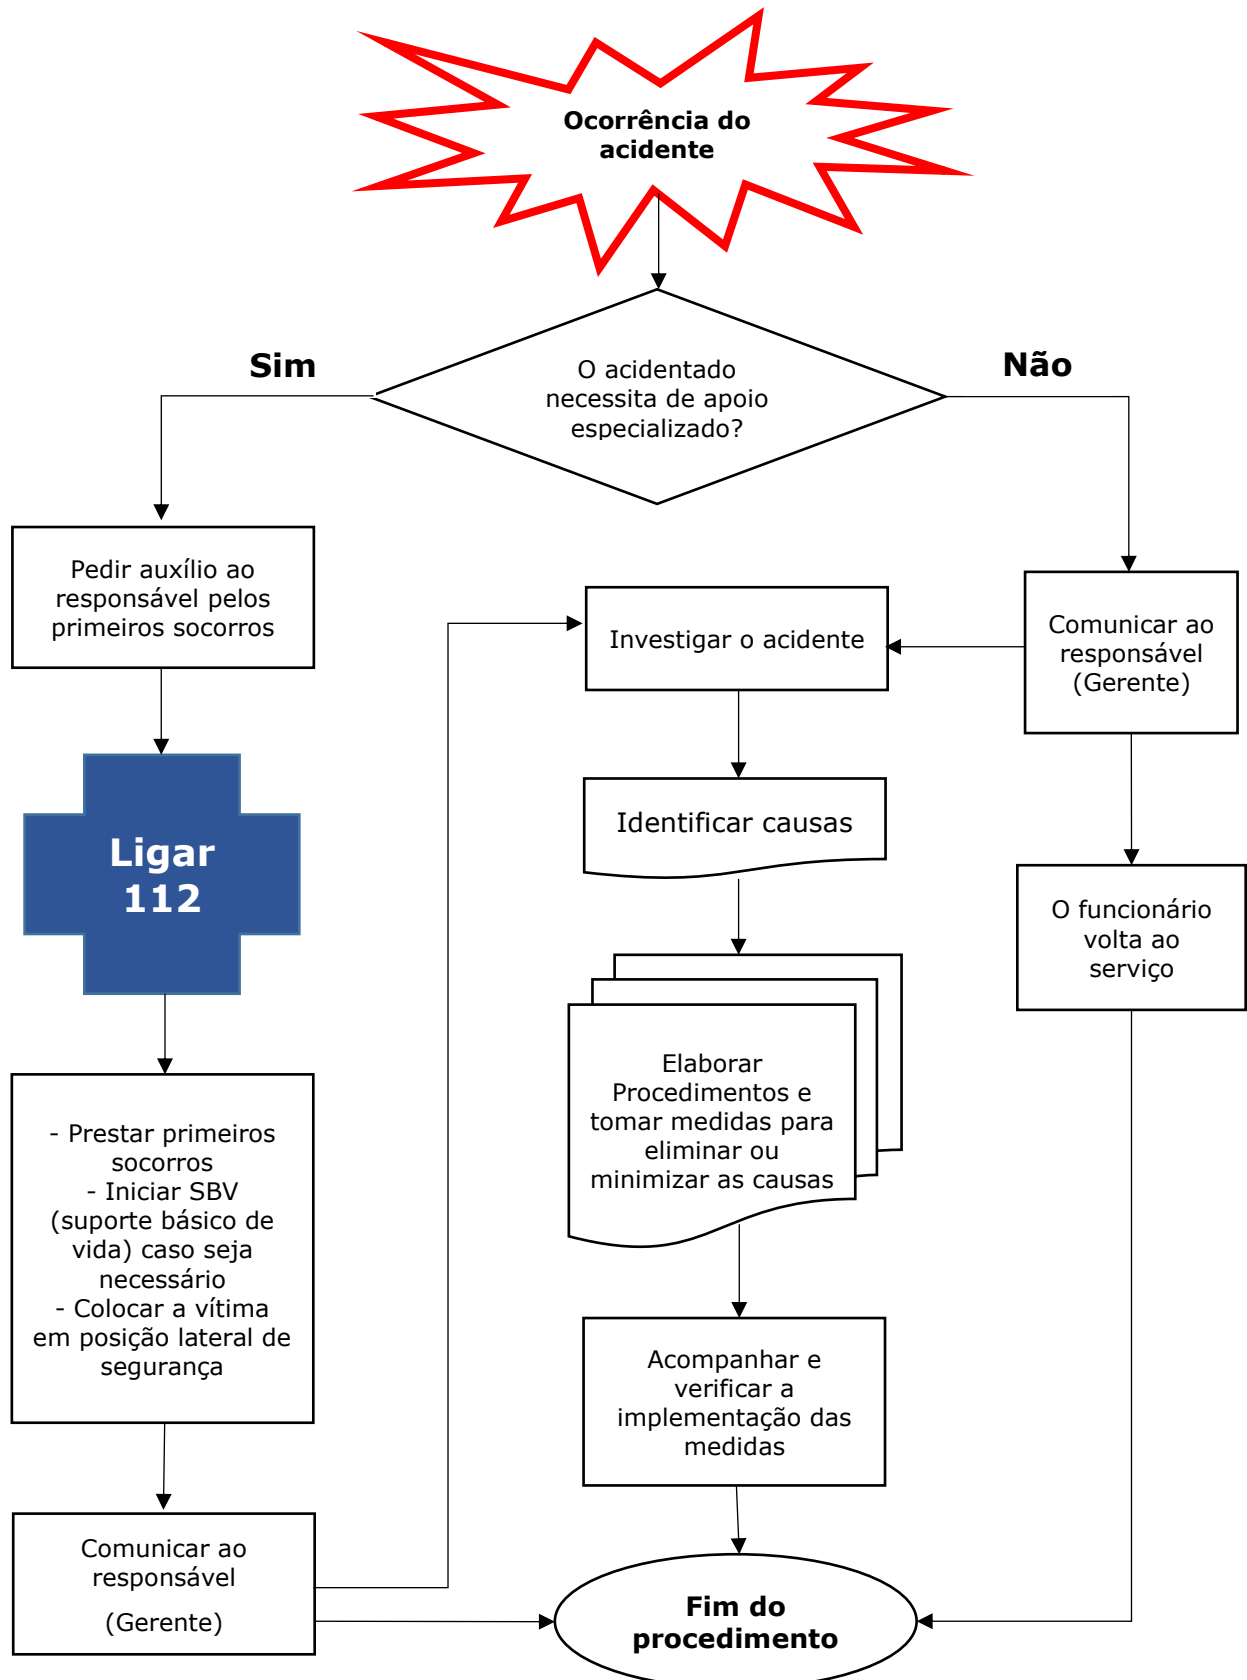 Ocorrência do
acidente
Sim
Não
O acidentado
necessita de apoio
especializado?
Pedir auxílio ao
responsável pelos
primeiros socorros
Investigar o acidente
Comunicar ao
responsável
(Gerente)
Identificar causas
Ligar
112
O funcionário
volta ao
serviço
Elaborar
Procedimentos e
tomar medidas para
eliminar ou
minimizar as causas
- Prestar primeiros
socorros
- Iniciar SBV
(suporte básico de
vida) caso seja
necessário
- Colocar a vítima
em posição lateral de
segurança
Acompanhar e
verificar a
implementação das
medidas
Comunicar ao
responsável
(Gerente)
Fim do
procedimento